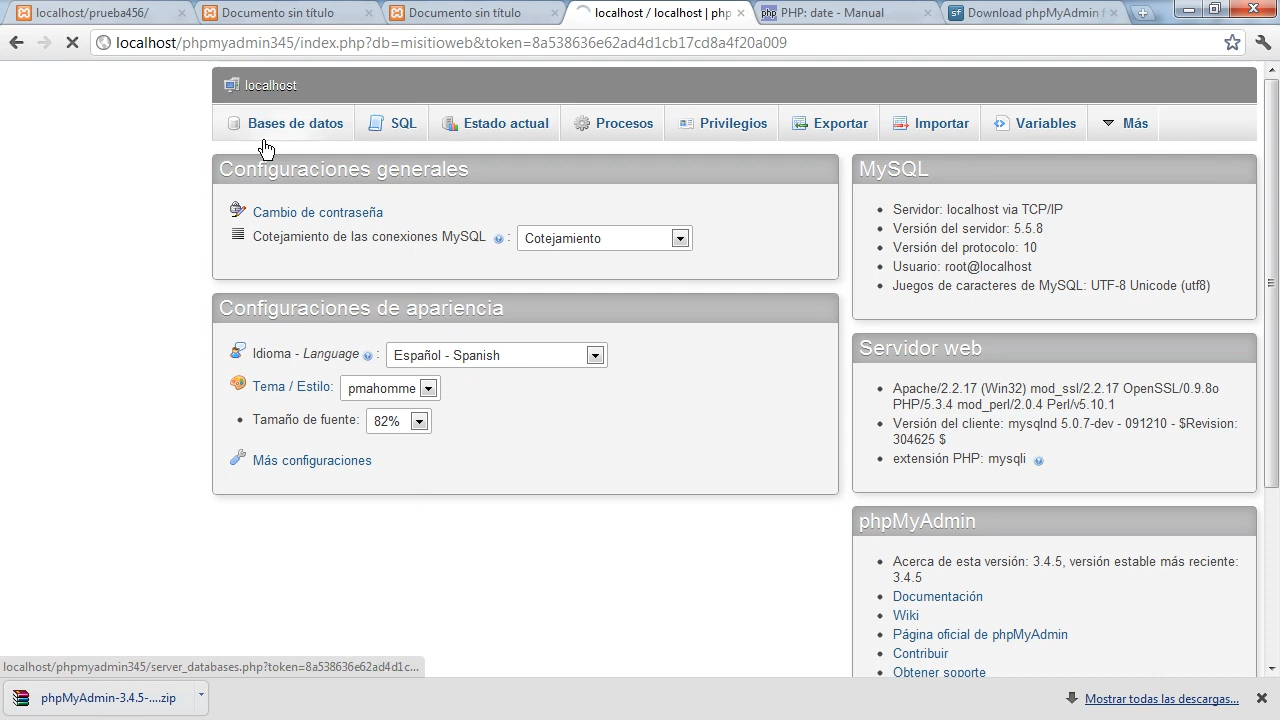 localhost/prueba456/
Documento sin título
Documento sin título
localhost / localhost | php
PHP: date - Manual
Download phpMyAdmin f
localhost/phpmyadmin345/index.php?db=misitioweb&token=8a538636e62ad4d1cb17cd8a4f20a009
localhost
Bases de datos
SQL
Estado actual
Procesos
Privilegios
Exportar
Importar
Variables
Más
Configuraciones generales
Cambio de contraseña
Cotejamiento de las conexiones MySQL :
Cotejamiento
Configuraciones de apariencia
Idioma - Language :
Español - Spanish
Tema / Estilo:
pmahomme
Tamaño de fuente:
82%
Más configuraciones
MySQL
Servidor: localhost via TCP/IP
Versión del servidor: 5.5.8
Versión del protocolo: 10
Usuario: root@localhost
Juegos de caracteres de MySQL: UTF-8 Unicode (utf8)
Servidor web
Apache/2.2.17 (Win32) mod_ssl/2.2.17 OpenSSL/0.9.8o
PHP/5.3.4 mod_perl/2.0.4 Perl/v5.10.1
Versión del cliente: mysqlnd 5.0.7-dev - 091210 - $Revision:
304625 $
extensión PHP: mysqli
phpMyAdmin
Acerca de esta versión: 3.4.5, versión estable más reciente:
3.4.5
Documentación
Wiki
Página oficial de phpMyAdmin
Contribuir
Obtener soporte
localhost/phpmyadmin345/server_databases.php?token=8a538636e62ad4d1c...
phpMyAdmin-3.4.5-....zip
Mostrar todas las descargas...